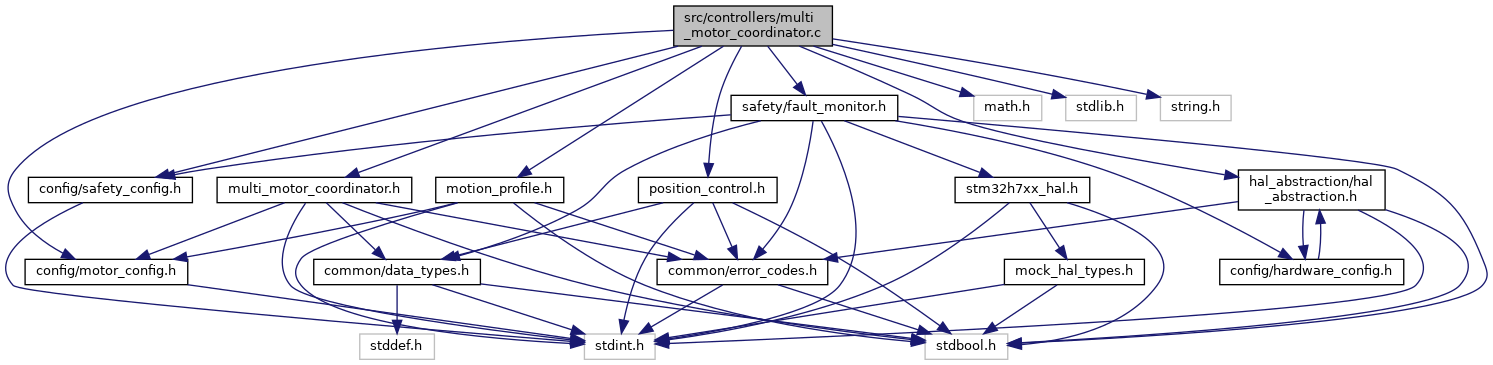 src/controllers/multi
_motor_coordinator.c
safety/fault_monitor.h
math.h
stdlib.h
string.h
config/safety_config.h
multi_motor_coordinator.h
motion_profile.h
position_control.h
stm32h7xx_hal.h
hal_abstraction/hal
_abstraction.h
config/motor_config.h
common/data_types.h
common/error_codes.h
mock_hal_types.h
config/hardware_config.h
stddef.h
stdint.h
stdbool.h